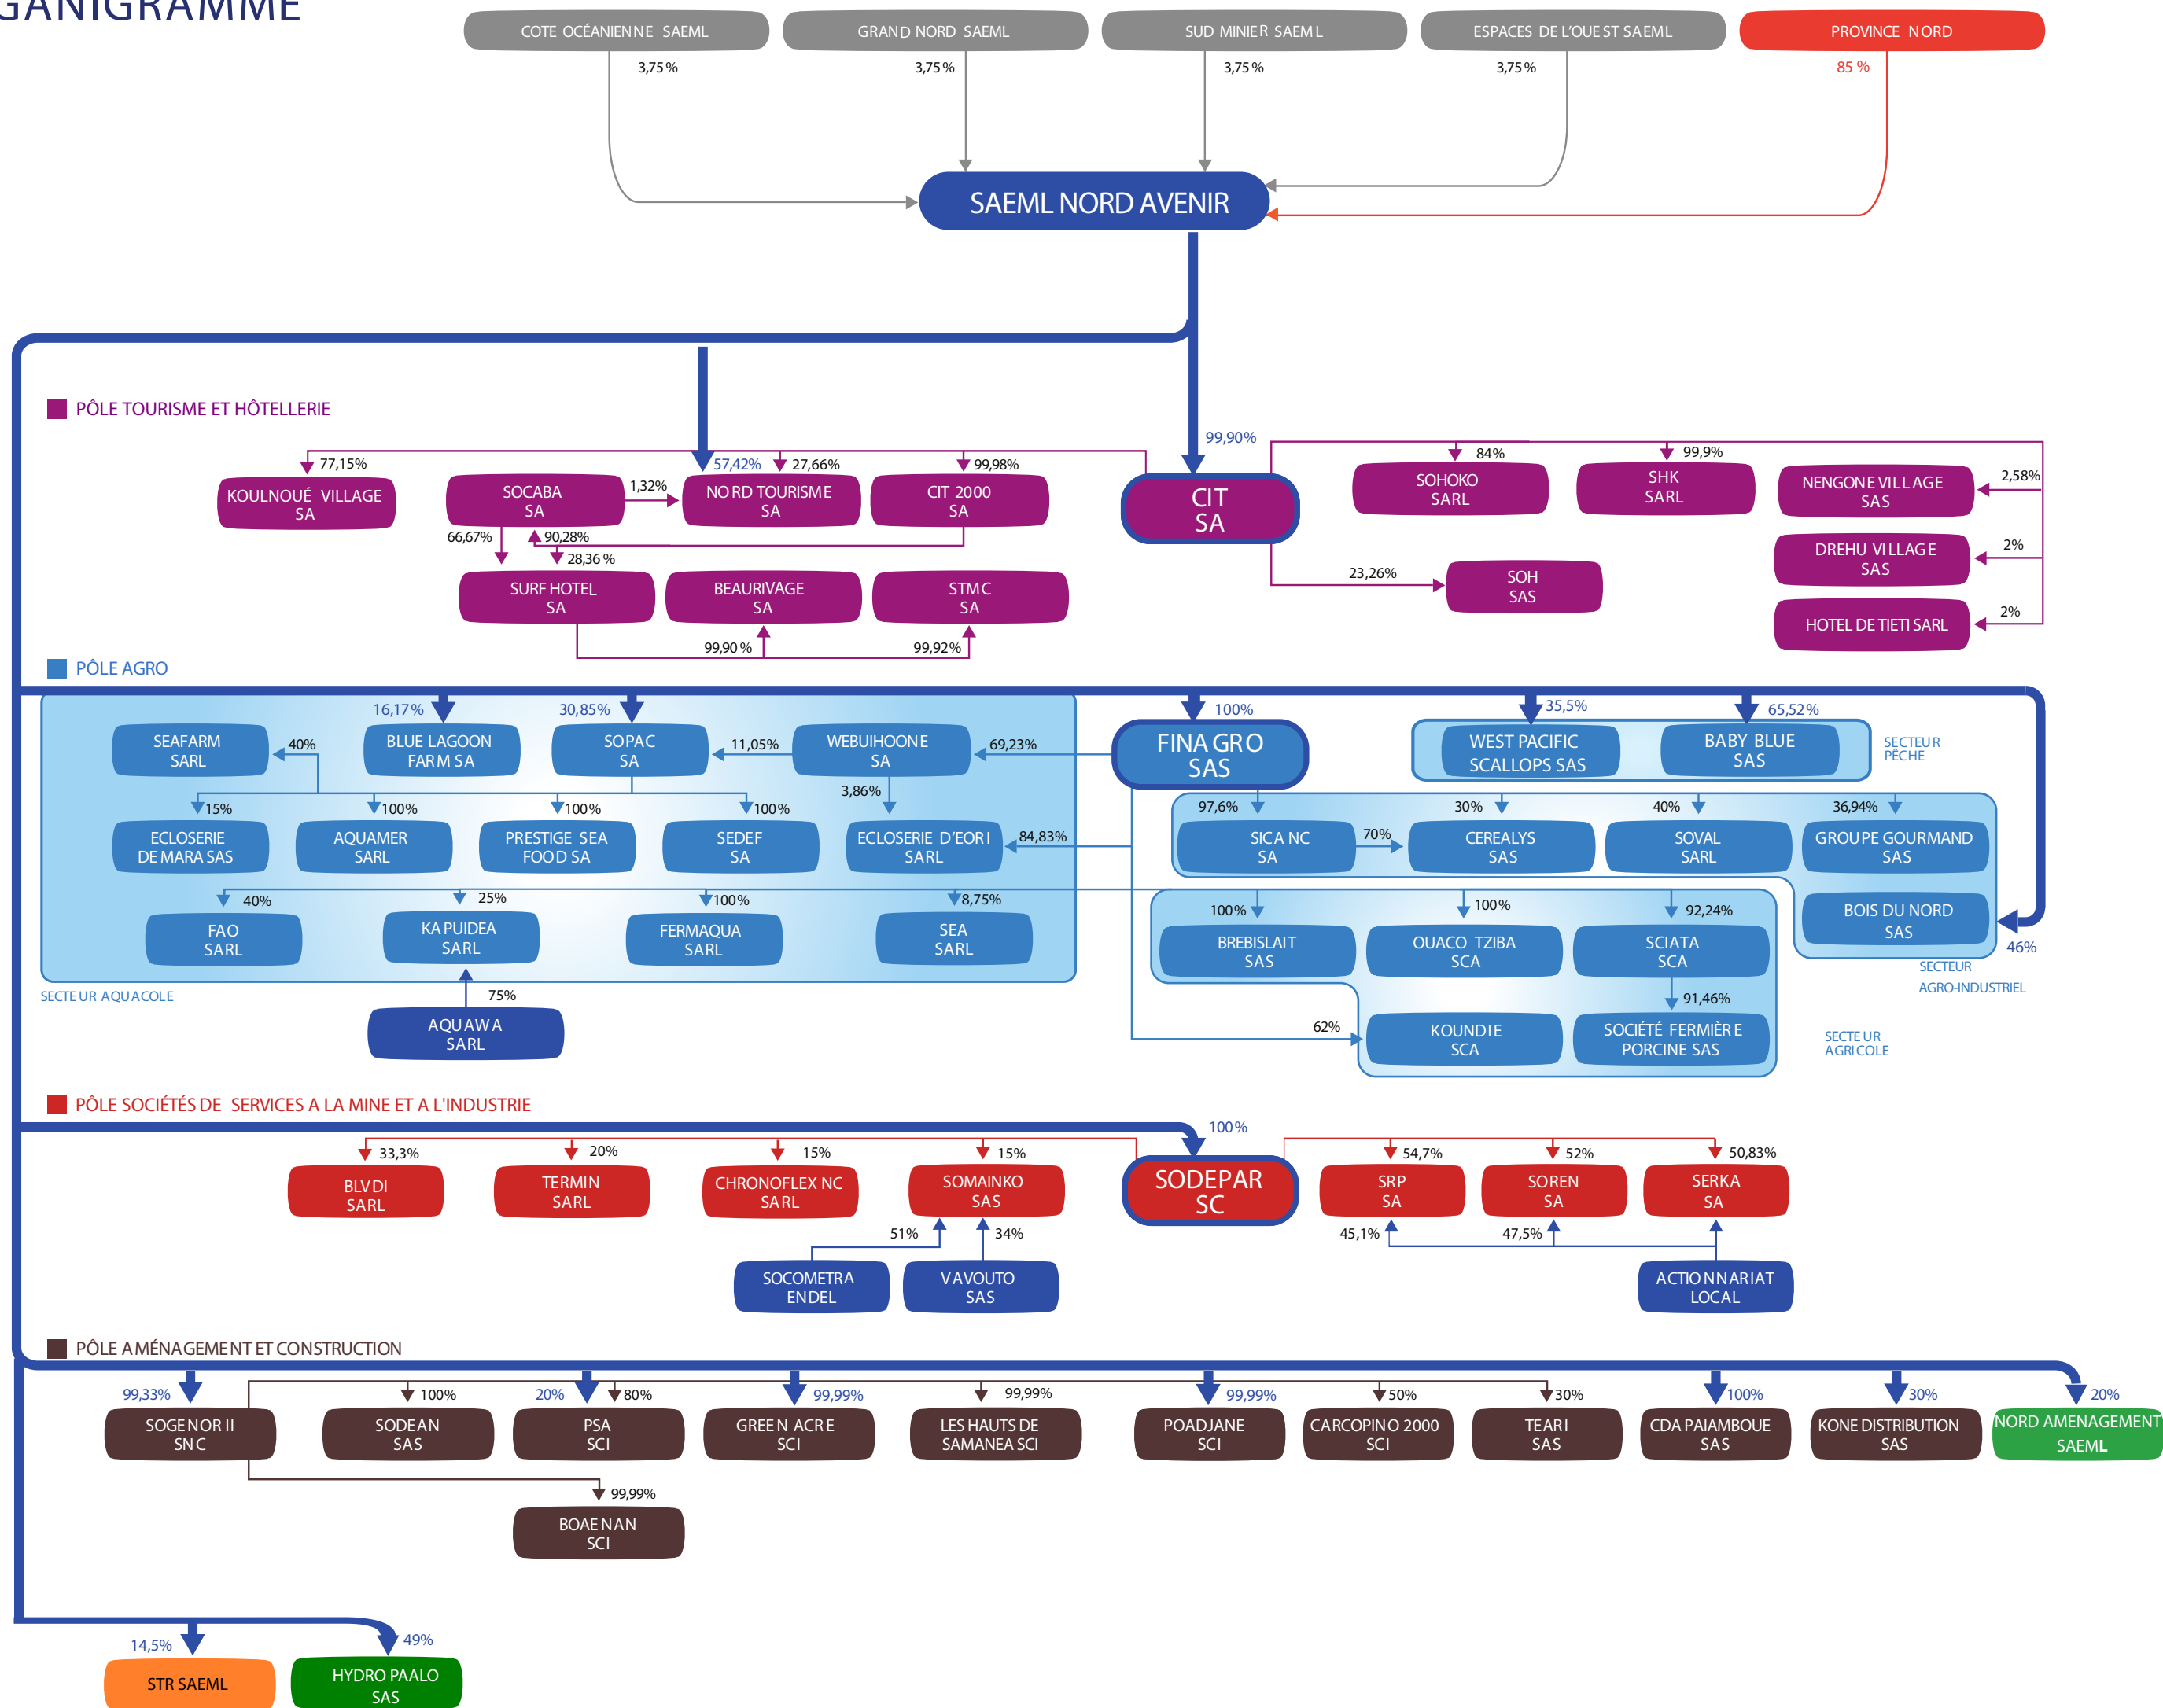 GANIGRAMME
COTE OCÉANIENNE SAEML
GRAND NORD SAEML
SUD MINIER SAEML
ESPACES DE L'OUEST SAEML
PROVINCE NORD
3,75%
3,75%
3,75%
3,75%
85 %
SAEML NORD AVENIR
PÔLE TOURISME ET HÔTELLERIE
99,90%
77,15%
57,42%
27,66%
99,98%
84%
99,9%
2,58%
KOULNOUÉ VILLAGE
SA
SOCABA
SA
1,32%
NORD TOURISME
SA
CIT 2000
SA
CIT
SA
SOHOKO
SARL
SHK
SARL
NENGONE VILLAGE
SAS
66,67%
90,28%
28,36 %
DREHU VILLAGE
SAS
2%
SURF HOTEL
SA
BEAURIVAGE
SA
STMC
SA
23,26%
SOH
SAS
HOTEL DE TIETI SARL
2%
99,90 %
99,92%
PÔLE AGRO
16,17%
30,85%
100%
35,5%
65,52%
SEAFARM
SARL
40%
BLUE LAGOON
FARM SA
SOPAC
SA
11,05%
WEBUIHOONE
SA
69,23%
FINAGRO
SAS
WEST PACIFIC
SCALLOPS SAS
BABY BLUE
SAS
SECTEUR
PÊCHE
15%
100%
100%
100%
3,86%
97,6%
30%
40%
36,94%
ECLOSERIE
DE MARA SAS
AQUAMER
SARL
PRESTIGE SEA
FOOD SA
SEDEF
SA
ECLOSERIE D'EORI
SARL
84,83%
SICA NC
SA
70%
CEREALYS
SAS
SOVAL
SARL
GROUPE GOURMAND
SAS
40%
25%
100%
8,75%
100%
100%
92,24%
BOIS DU NORD
SAS
46%
FAO
SARL
KAPUIDEA
SARL
FERMAQUA
SARL
SEA
SARL
BREBISLAIT
SAS
OUACO TZIBA
SCA
SCIATA
SCA
SECTEUR
AGRO-INDUSTRIEL
SECTEUR AQUACOLE
75%
91,46%
AQUAWA
SARL
62%
KOUNDIE
SCA
SOCIÉTÉ FERMIÈRE
PORCINE SAS
SECTEUR
AGRICOLE
PÔLE SOCIÉTÉS DE SERVICES A LA MINE ET A L'INDUSTRIE
100%
33,3%
20%
15%
15%
54,7%
52%
50,83%
BLVDI
SARL
TERMIN
SARL
CHRONOFLEX NC
SARL
SOMAINKO
SAS
SODEPAR
SC
SRP
SA
SOREN
SA
SERKA
SA
51%
34%
45,1%
47,5%
SOCOMETRA
ENDEL
VAVOUTO
SAS
ACTIONNARIAT
LOCAL
PÔLE AMÉNAGEMENT ET CONSTRUCTION
99,33%
100%
20%
80%
99,99%
99,99%
99,99%
50%
30%
100%
30%
20%
SOGENOR II
SNC
SODEAN
SAS
PSA
SCI
GREEN ACRE
SCI
LES HAUTS DE
SAMANEA SCI
POADJANE
SCI
CARCOPINO 2000
SCI
TEARI
SAS
CDA PAIAMBOUE
SAS
KONE DISTRIBUTION
SAS
NORD AMENAGEMENT
SAEML
99,99%
BOAENAN
SCI
14,5%
49%
STR SAEML
HYDRO PAALO
SAS